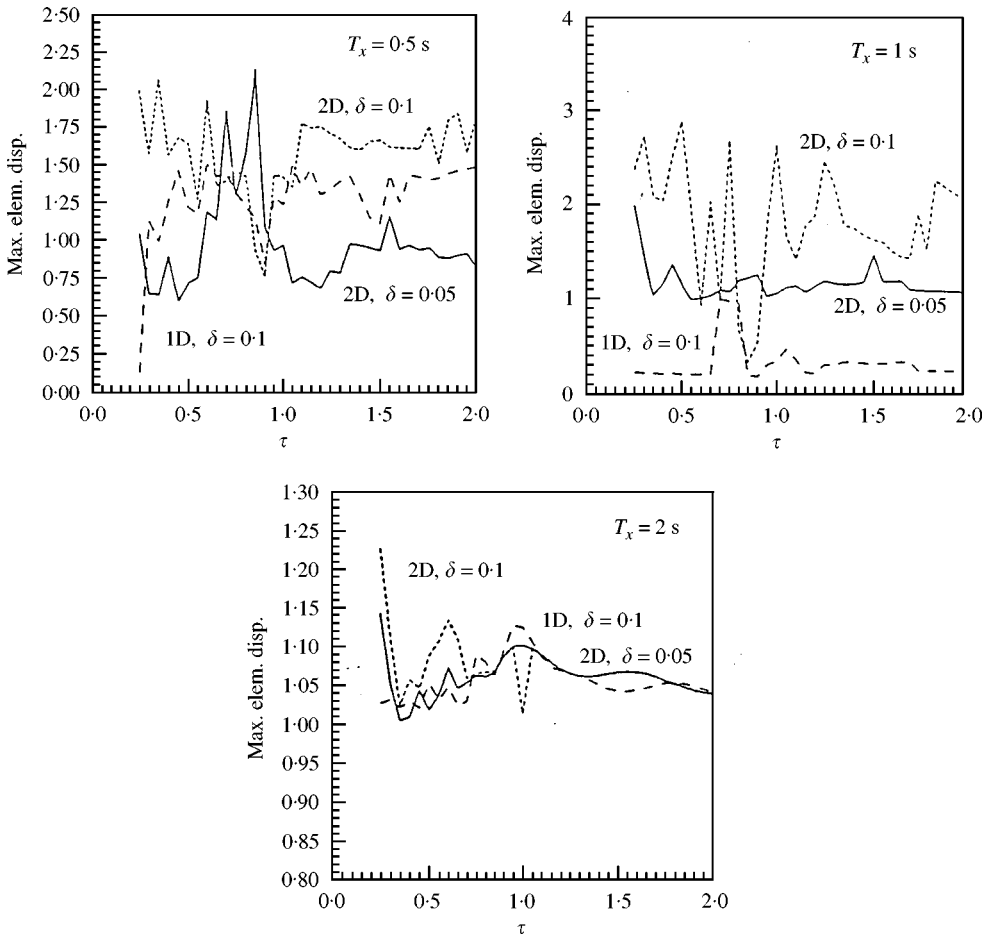 2·50
2·25
2·00
1·75
1·50
1·25
1·00
0·75
0·50
0·25
0·00
Max. elem. disp.
T_x = 0·5 s
2D, δ = 0·1
2D, δ = 0·05
1D, δ = 0·1
0·0 0·5 1·0 1·5 2·0
τ
4
3
2
1
0
Max. elem. disp.
T_x = 1 s
2D, δ = 0·1
2D, δ = 0·05
1D, δ = 0·1
0·0 0·5 1·0 1·5 2·0
τ
1·30
1·25
1·20
1·15
1·10
1·05
1·00
0·95
0·90
0·85
0·80
Max. elem. disp.
T_x = 2 s
2D, δ = 0·1
1D, δ = 0·1
2D, δ = 0·05
0·0 0·5 1·0 1·5 2·0
τ